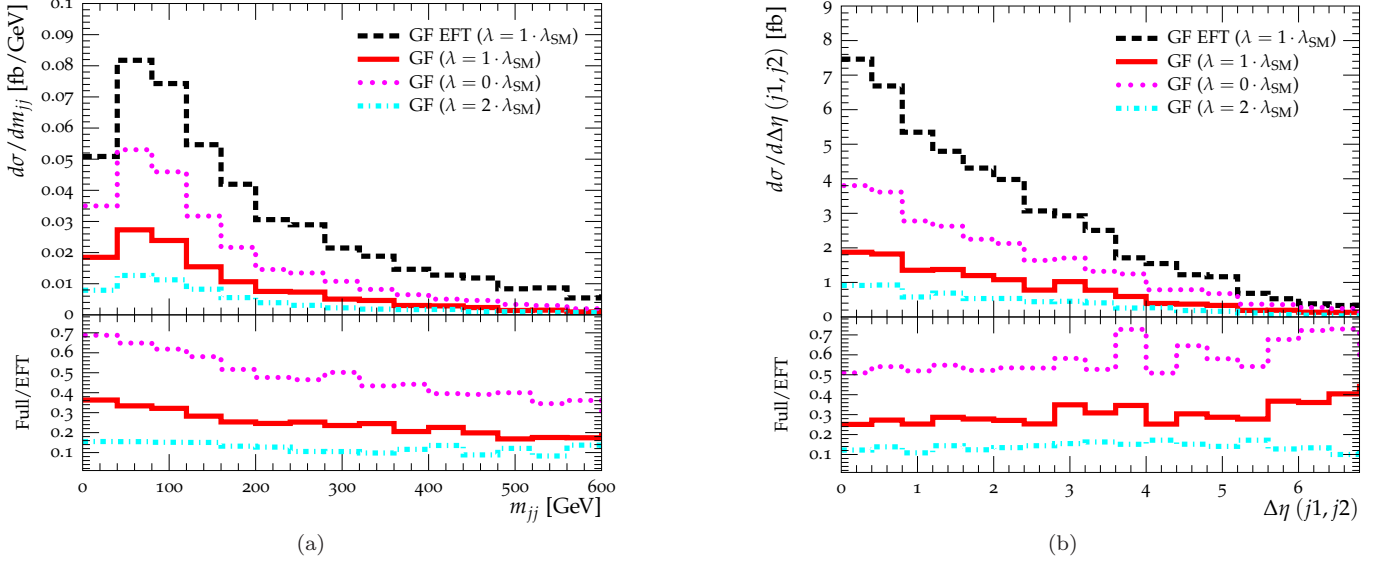 0.1
0.09
0.08
0.07
0.06
0.05
0.04
0.03
0.02
0.01
0
dσ/dm_jj [fb/GeV]
GF EFT (λ = 1 · λ_SM)
GF (λ = 1 · λ_SM)
GF (λ = 0 · λ_SM)
GF (λ = 2 · λ_SM)
0.7
0.6
0.5
0.4
0.3
0.2
0.1
Full/EFT
0 100 200 300 400 500 600
m_jj [GeV]
(a)
9
8
7
6
5
4
3
2
1
0
dσ/dΔη (j1, j2) [fb]
GF EFT (λ = 1 · λ_SM)
GF (λ = 1 · λ_SM)
GF (λ = 0 · λ_SM)
GF (λ = 2 · λ_SM)
0.7
0.6
0.5
0.4
0.3
0.2
0.1
Full/EFT
0 1 2 3 4 5 6
Δη (j1, j2)
(b)